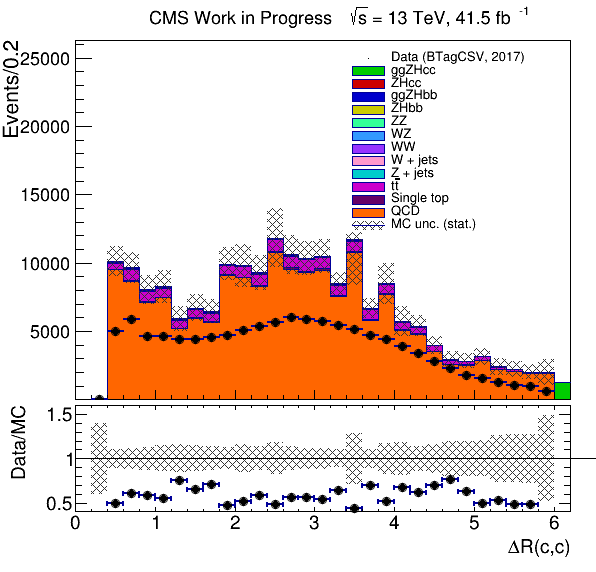 CMS Work in Progress √s = 13 TeV, 41.5 fb⁻¹
Events/0.2
25000
20000
15000
10000
5000
Data (BTagCSV, 2017)
ggZHcc
ZHcc
ggZHbb
ZHbb
ZZ
WZ
WW
W + jets
Z + jets
tt̅
Single top
QCD
MC unc. (stat.)
Data/MC
1.5
1
0.5
0 1 2 3 4 5 6
ΔR(c,c)